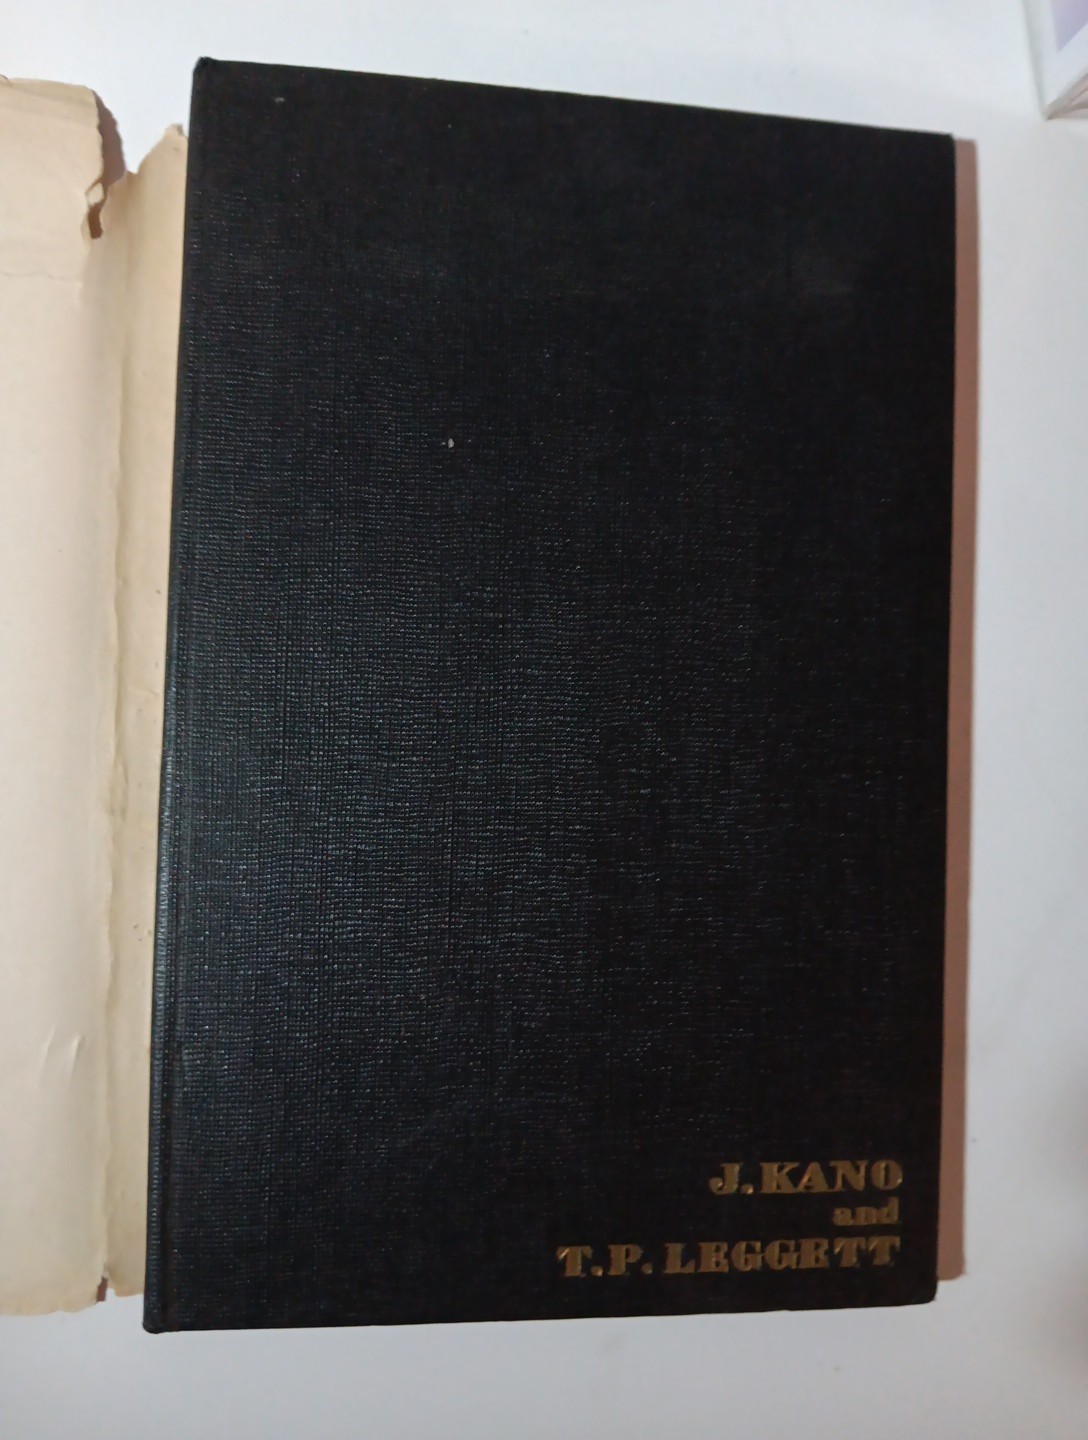 J. KANO
and
T. P. LEGGETT